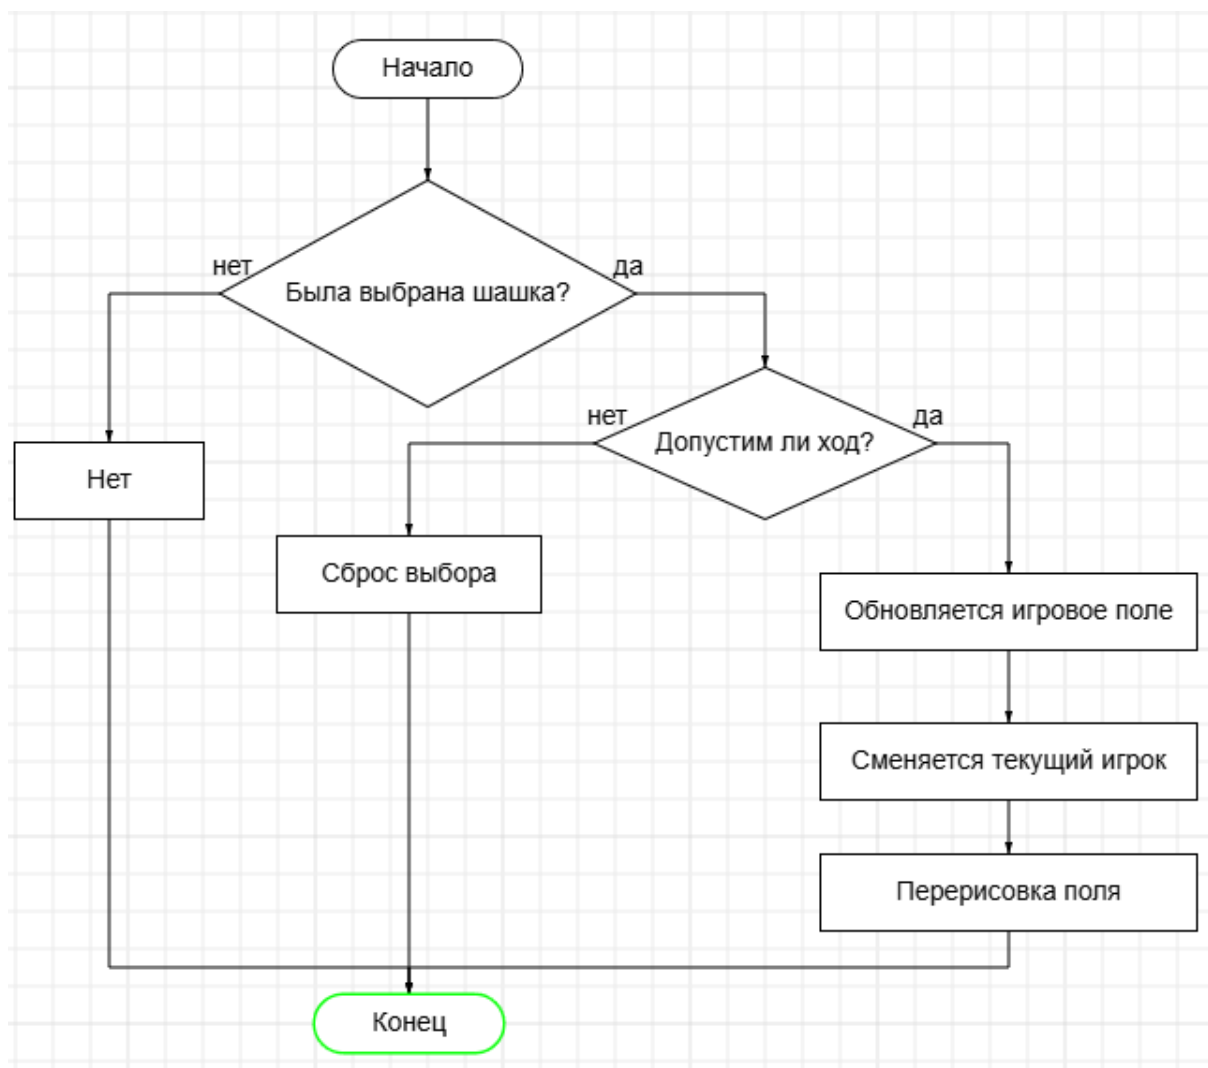 Начало
нет
да
Была выбрана шашка?
нет
да
Допустим ли ход?
Нет
Сброс выбора
Обновляется игровое поле
Сменяется текущий игрок
Перерисовка поля
Конец